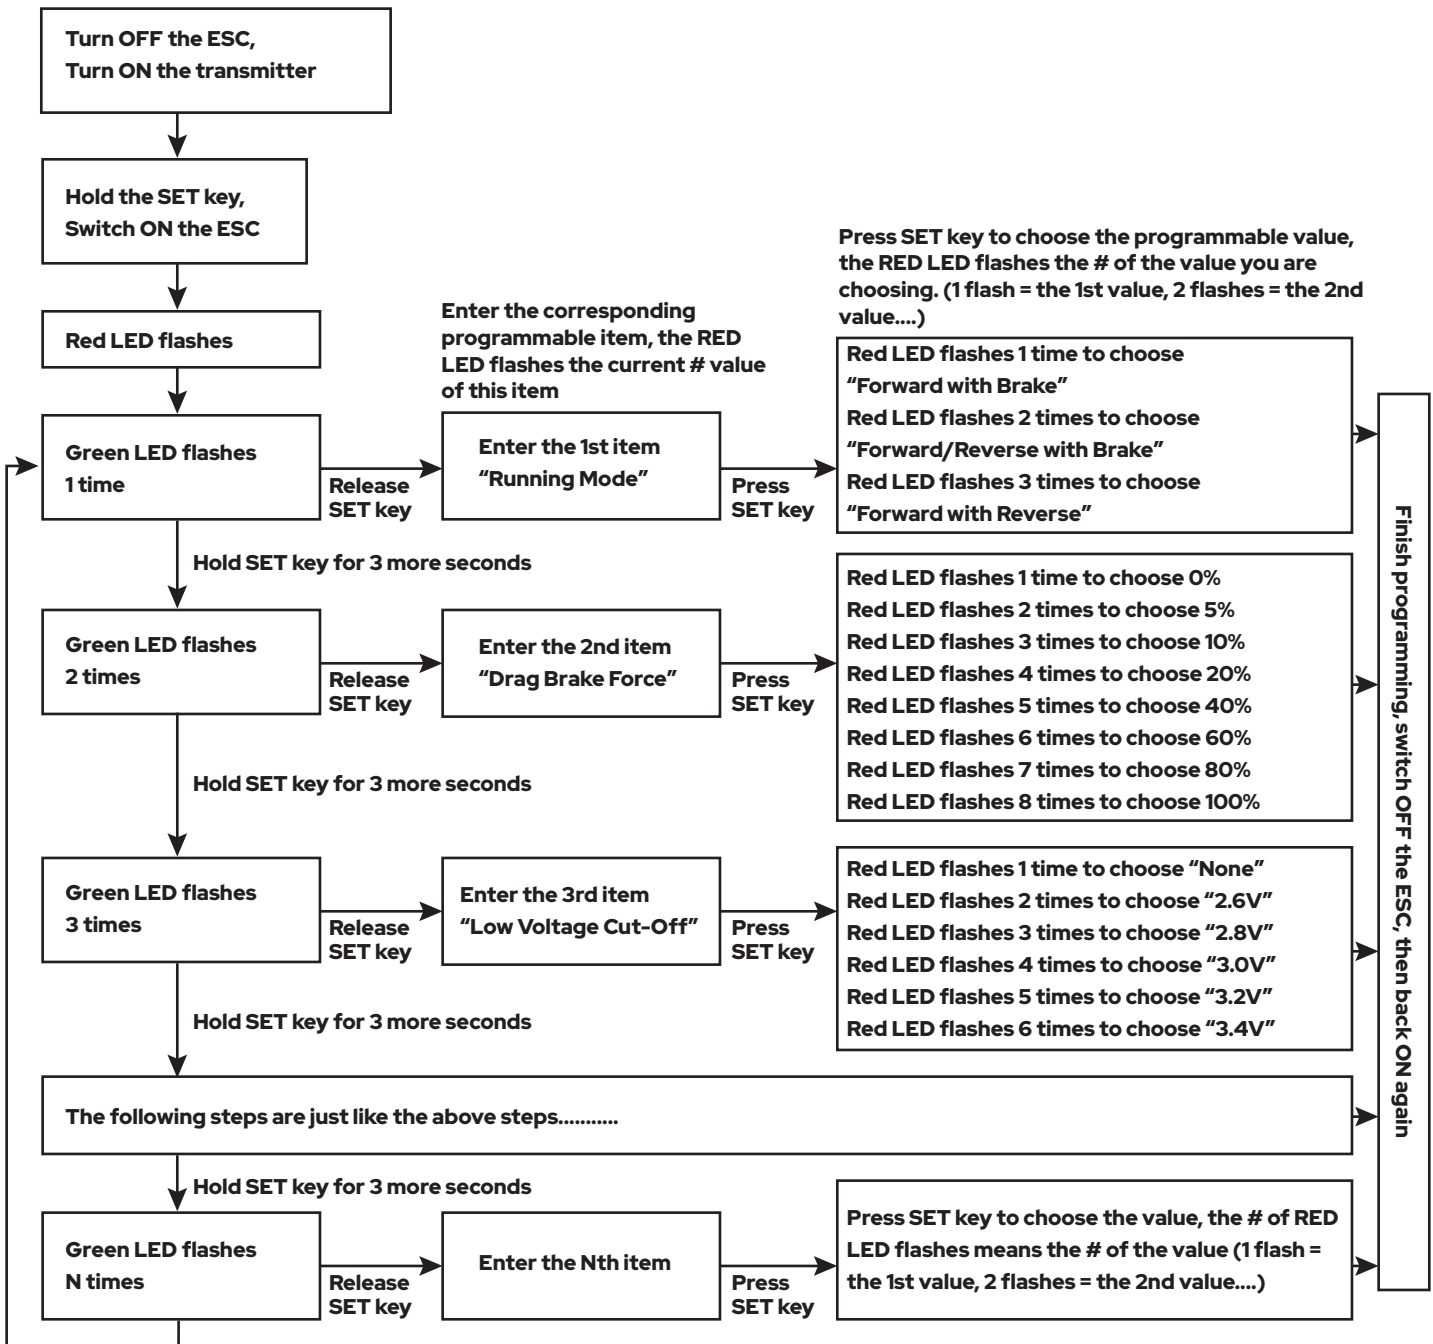 Turn OFF the ESC,
Turn ON the transmitter
Hold the SET key,
Switch ON the ESC
Red LED flashes
Enter the corresponding
programmable item, the RED
LED flashes the current # value
of this item
Press SET key to choose the programmable value,
the RED LED flashes the # of the value you are
choosing. (1 flash = the 1st value, 2 flashes = the 2nd
value....)
Green LED flashes
1 time
Release
SET key
Enter the 1st item
“Running Mode”
Press
SET key
Red LED flashes 1 time to choose
“Forward with Brake”
Red LED flashes 2 times to choose
“Forward/Reverse with Brake”
Red LED flashes 3 times to choose
“Forward with Reverse”
Hold SET key for 3 more seconds
Green LED flashes
2 times
Release
SET key
Enter the 2nd item
“Drag Brake Force”
Press
SET key
Red LED flashes 1 time to choose 0%
Red LED flashes 2 times to choose 5%
Red LED flashes 3 times to choose 10%
Red LED flashes 4 times to choose 20%
Red LED flashes 5 times to choose 40%
Red LED flashes 6 times to choose 60%
Red LED flashes 7 times to choose 80%
Red LED flashes 8 times to choose 100%
Hold SET key for 3 more seconds
Green LED flashes
3 times
Release
SET key
Enter the 3rd item
“Low Voltage Cut-Off”
Press
SET key
Red LED flashes 1 time to choose “None”
Red LED flashes 2 times to choose “2.6V”
Red LED flashes 3 times to choose “2.8V”
Red LED flashes 4 times to choose “3.0V”
Red LED flashes 5 times to choose “3.2V”
Red LED flashes 6 times to choose “3.4V”
Hold SET key for 3 more seconds
The following steps are just like the above steps...........
Hold SET key for 3 more seconds
Green LED flashes
N times
Release
SET key
Enter the Nth item
Press
SET key
Press SET key to choose the value, the # of RED
LED flashes means the # of the value (1 flash =
the 1st value, 2 flashes = the 2nd value....)
Finish programming, switch OFF the ESC, then back ON again